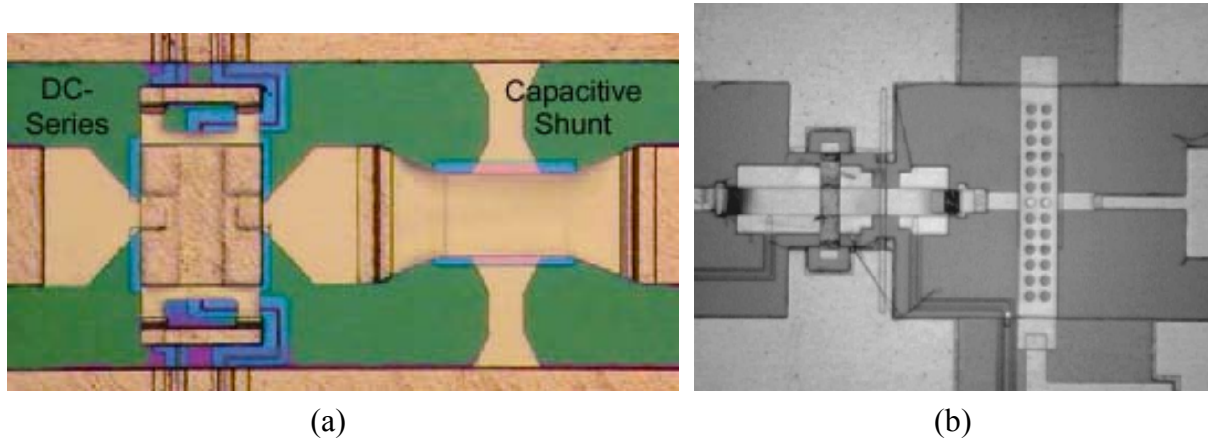 DC-
Series
Capacitive
Shunt
(a)
(b)